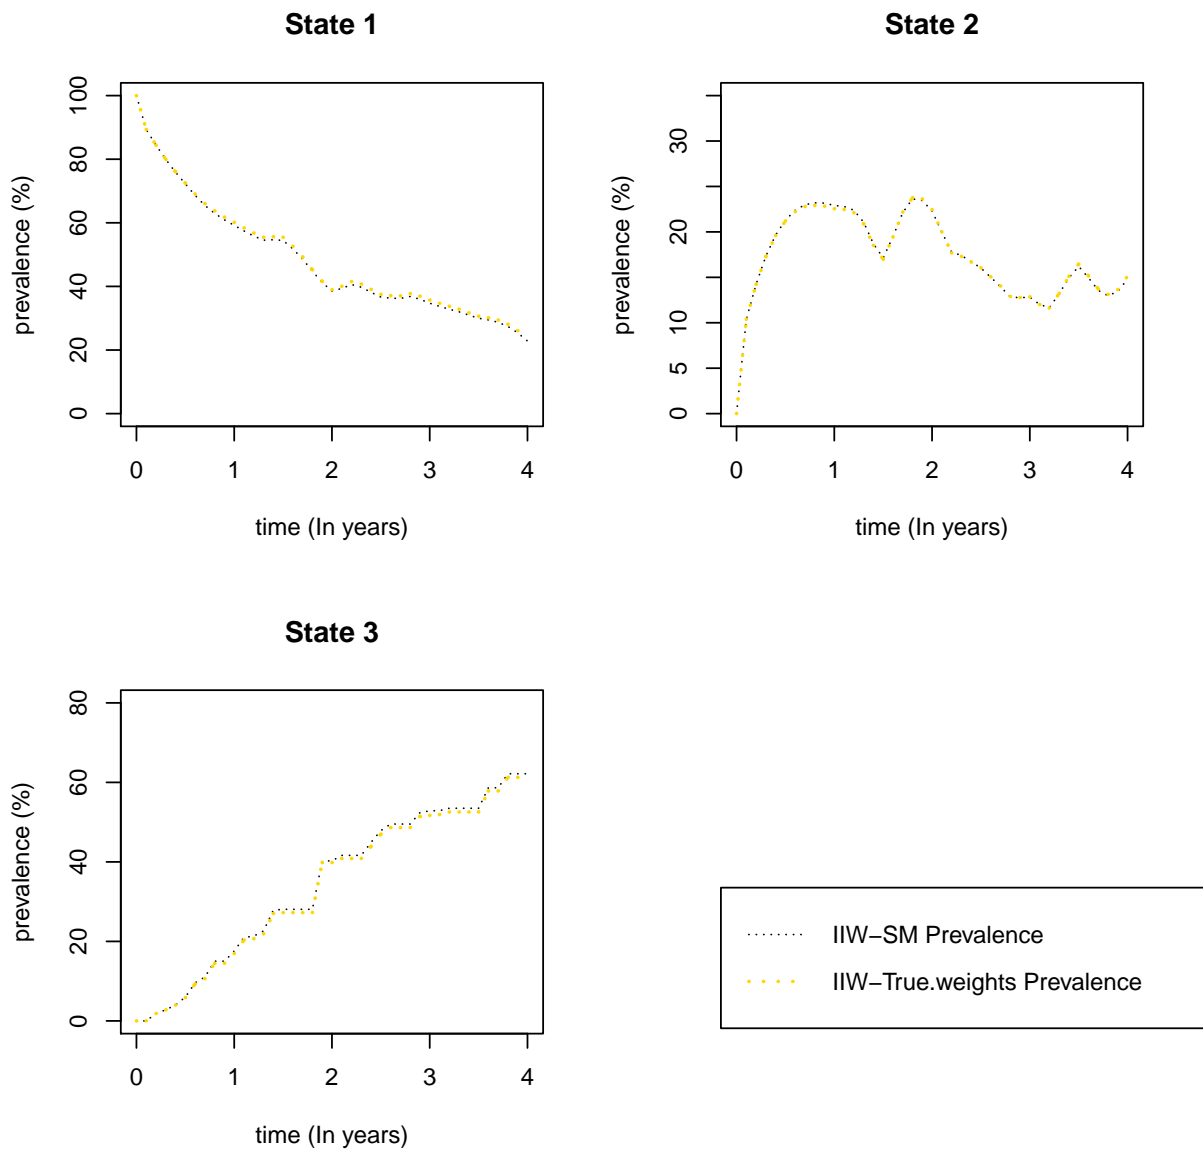 State 1
prevalence (%)
100
80
60
40
20
0
0 1 2 3 4
time (In years)
State 2
prevalence (%)
30
20
10
5
0
0 1 2 3 4
time (In years)
State 3
prevalence (%)
80
60
40
20
0
0 1 2 3 4
time (In years)
IIW−SM Prevalence
IIW−True.weights Prevalence